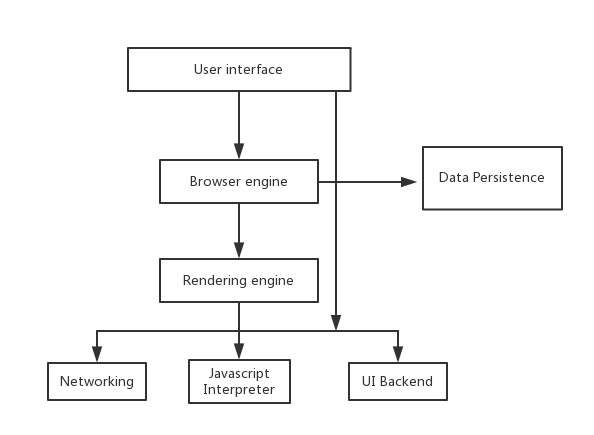 User interface
Browser engine
Data Persistence
Rendering engine
Networking
Javascript
Interpreter
UI Backend